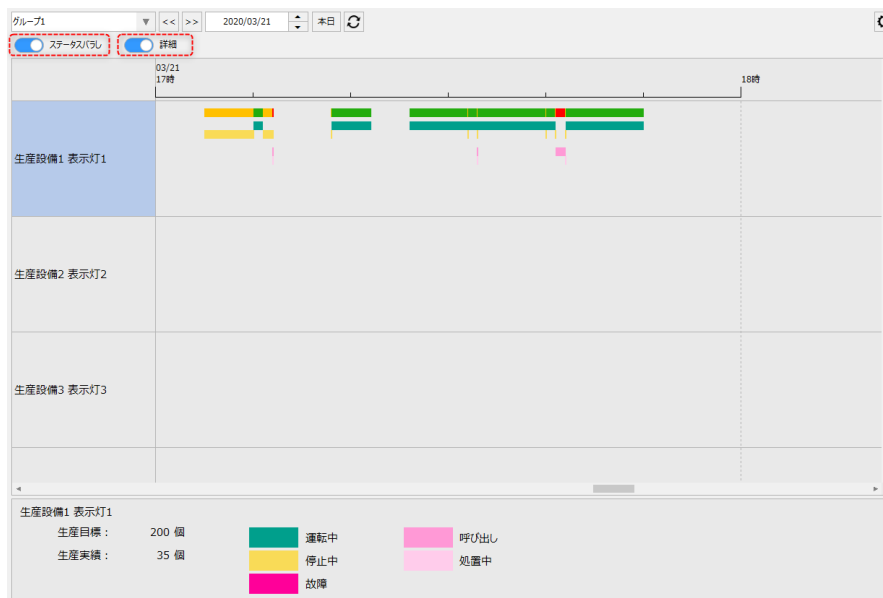 グループ1 ▼ << >> 2020/03/21 本日
ステータスバラし 詳細
03/21
17時 18時
生産設備1 表示灯1
生産設備2 表示灯2
生産設備3 表示灯3
生産設備1 表示灯1
生産目標： 200 個 運転中 呼び出し
生産実績： 35 個 停止中 処置中
故障